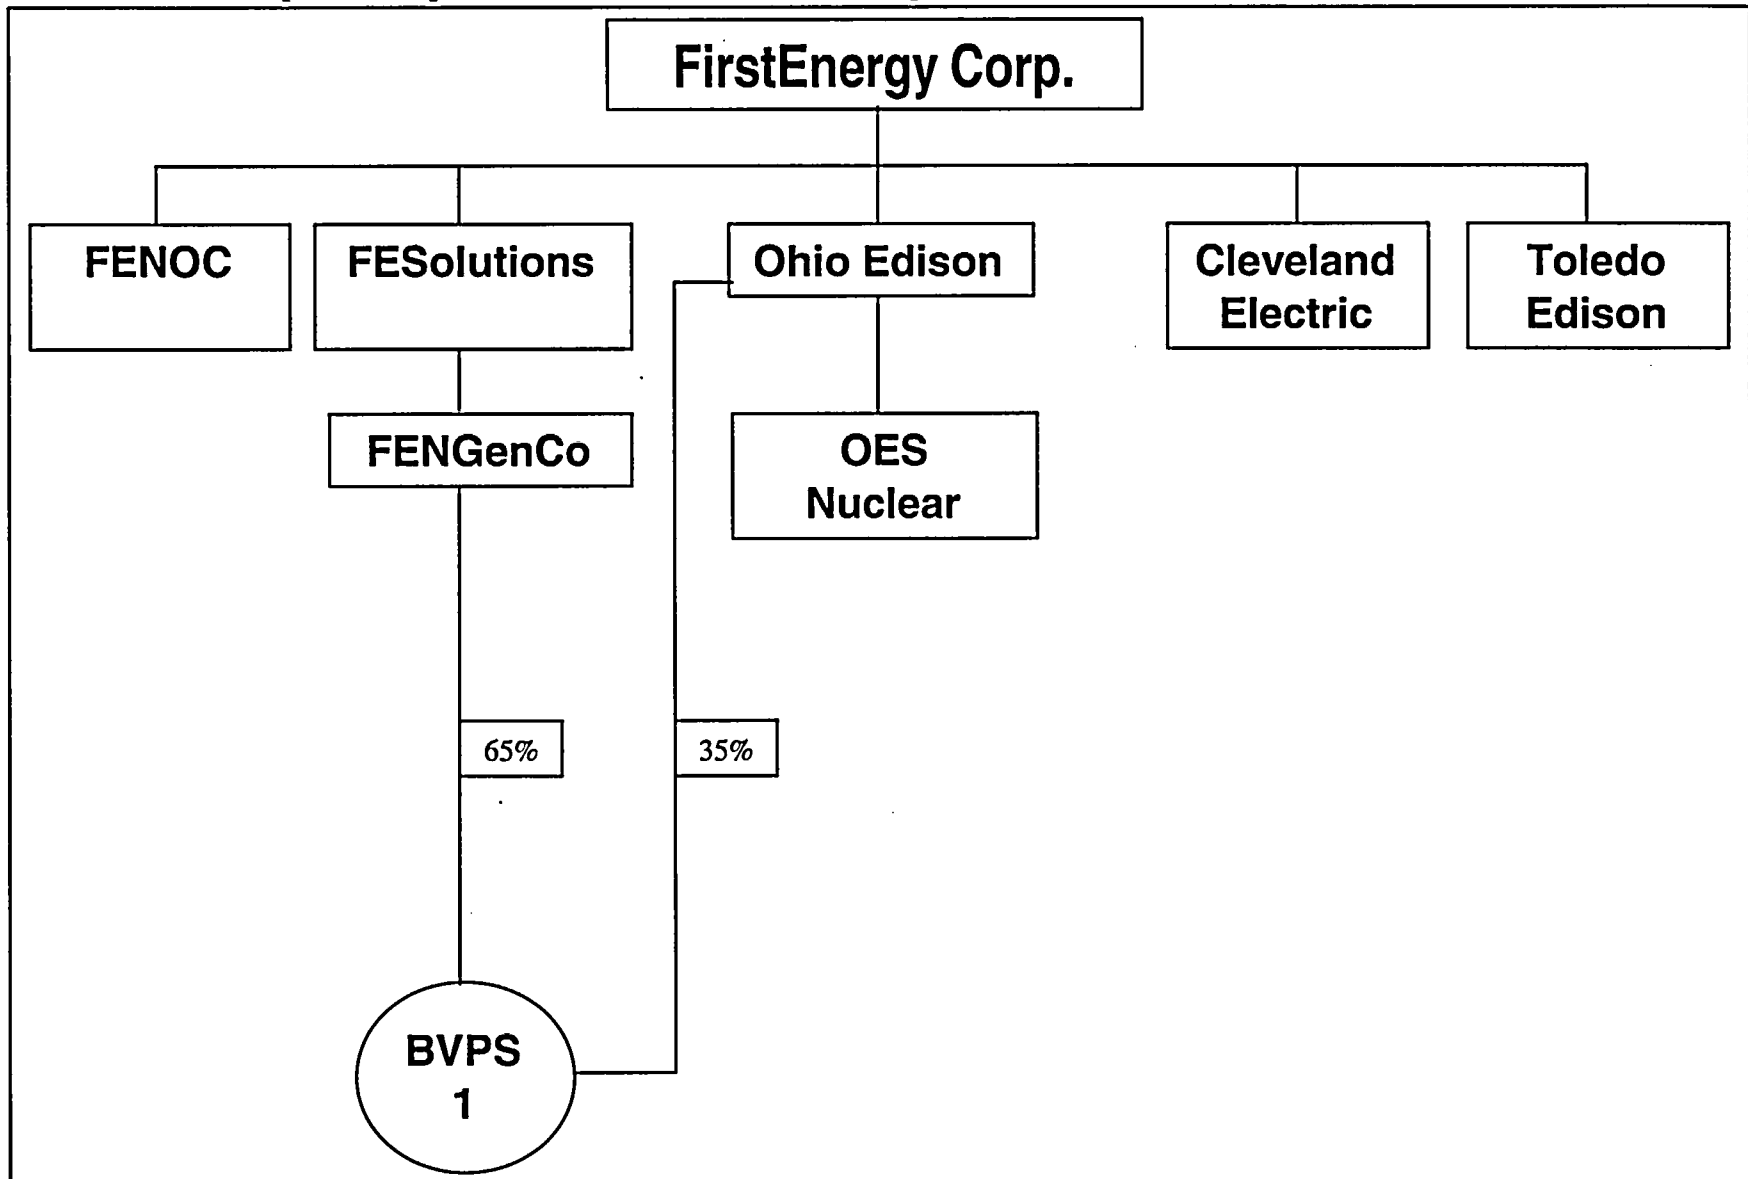 FirstEnergy Corp.
FENOC
FESolutions
Ohio Edison
Cleveland
Electric
Toledo
Edison
FENGenCo
OES
Nuclear
65%
35%
BVPS
1